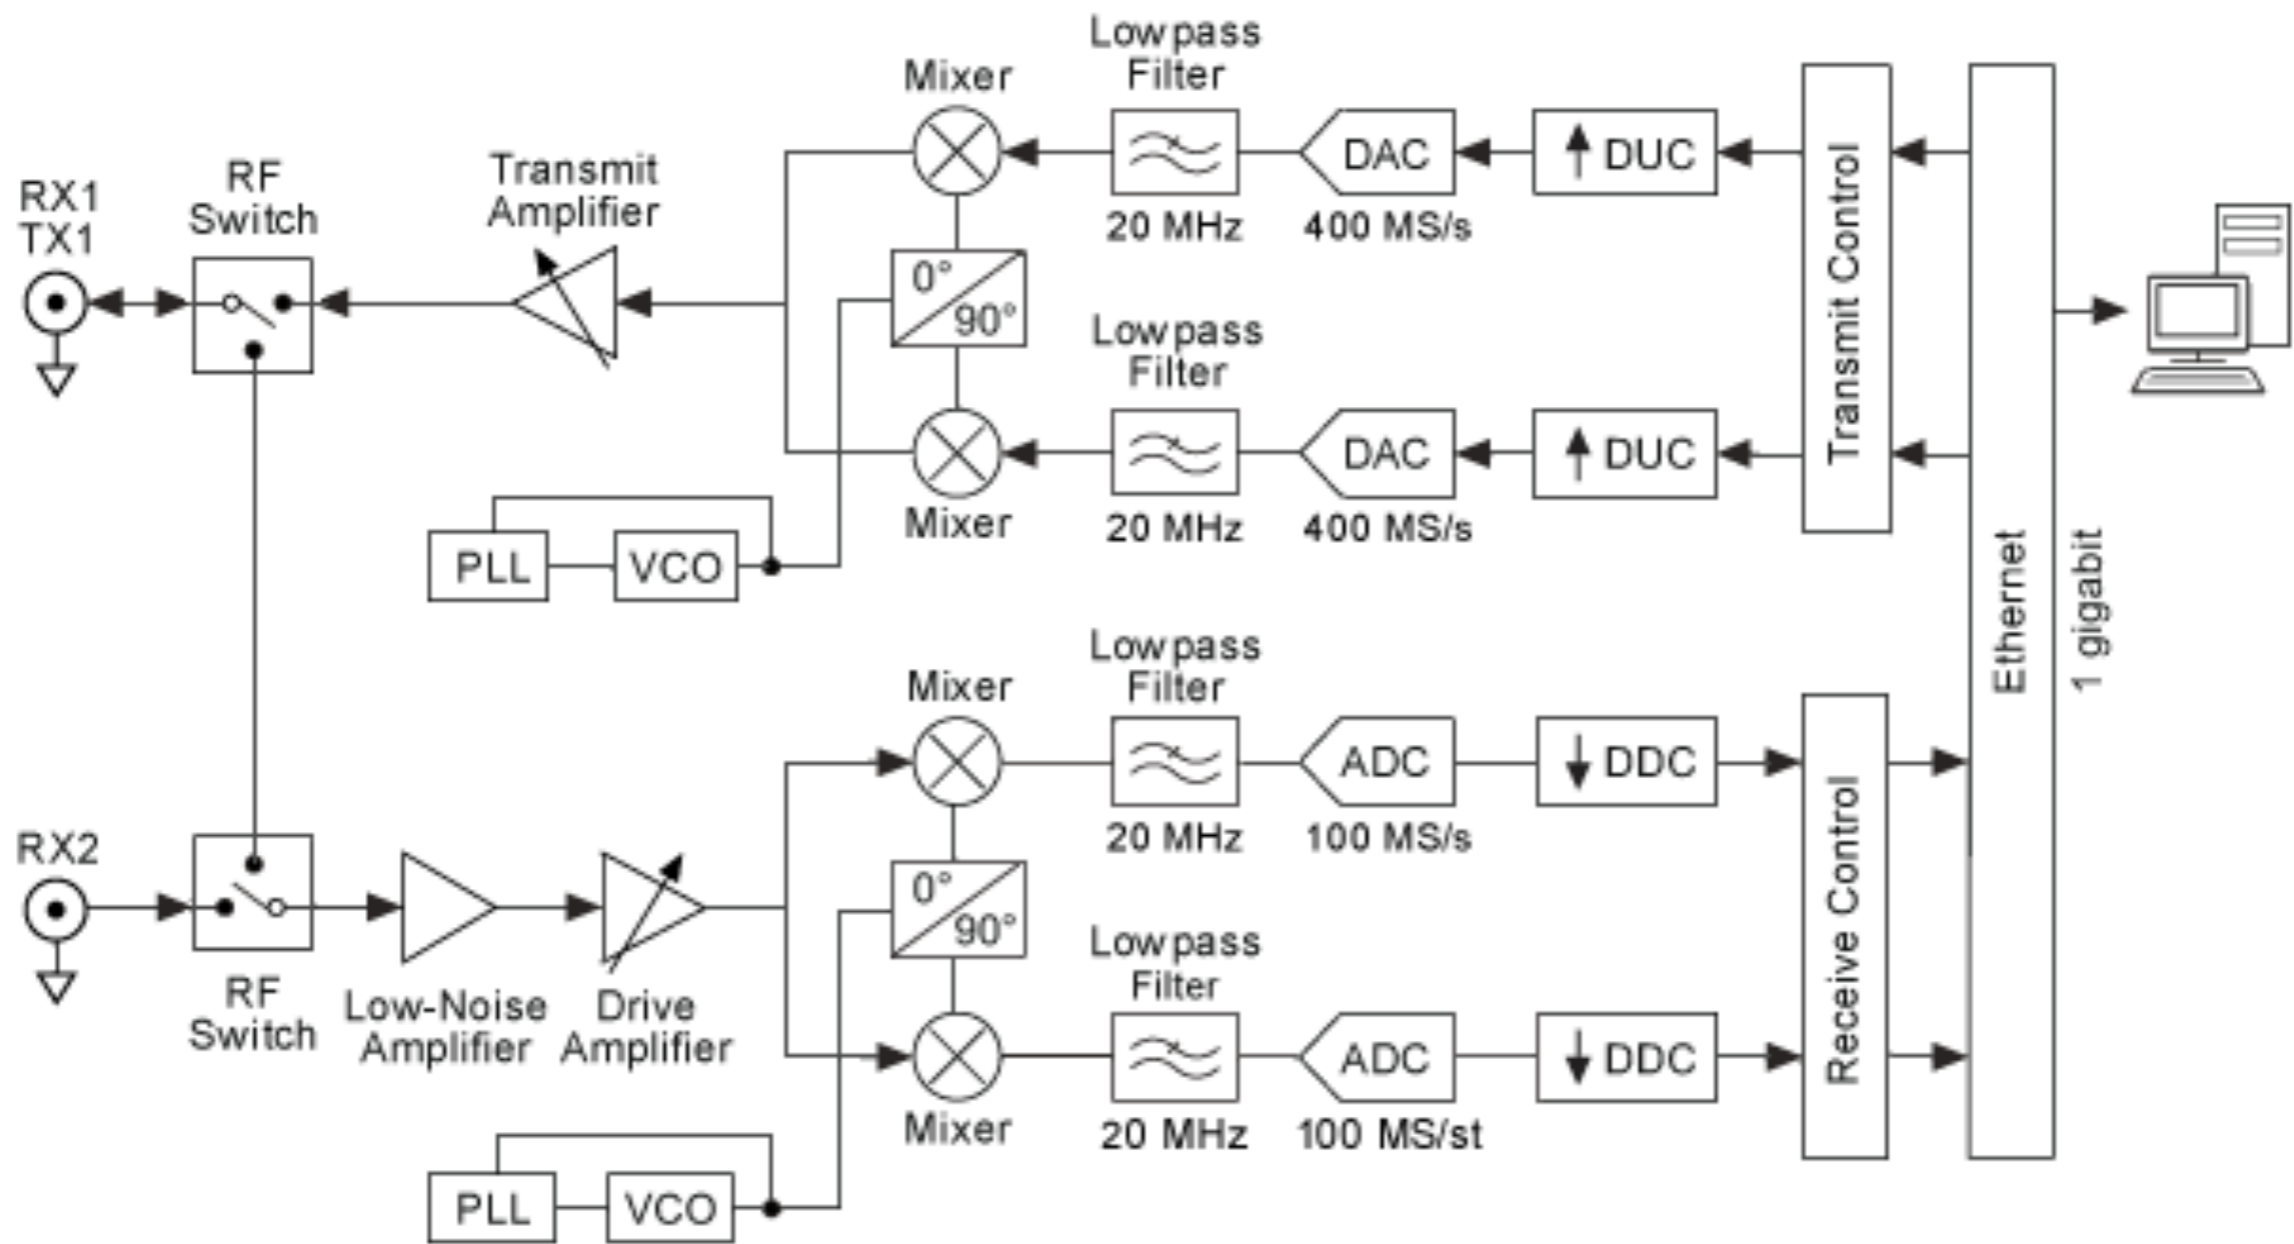 Lowpass
Filter
Mixer
RX1
TX1
RF
Switch
Transmit
Amplifier
DAC
DUC
20 MHz
400 MS/s
0°
90°
Transmit Control
Lowpass
Filter
DAC
DUC
Mixer
20 MHz
400 MS/s
PLL
VCO
Ethernet
1 gigabit
Lowpass
Filter
Mixer
ADC
DDC
20 MHz
100 MS/s
RX2
RF
Switch
Low-Noise
Amplifier
Drive
Amplifier
0°
90°
Receive Control
Lowpass
Filter
ADC
DDC
Mixer
20 MHz
100 MS/st
PLL
VCO